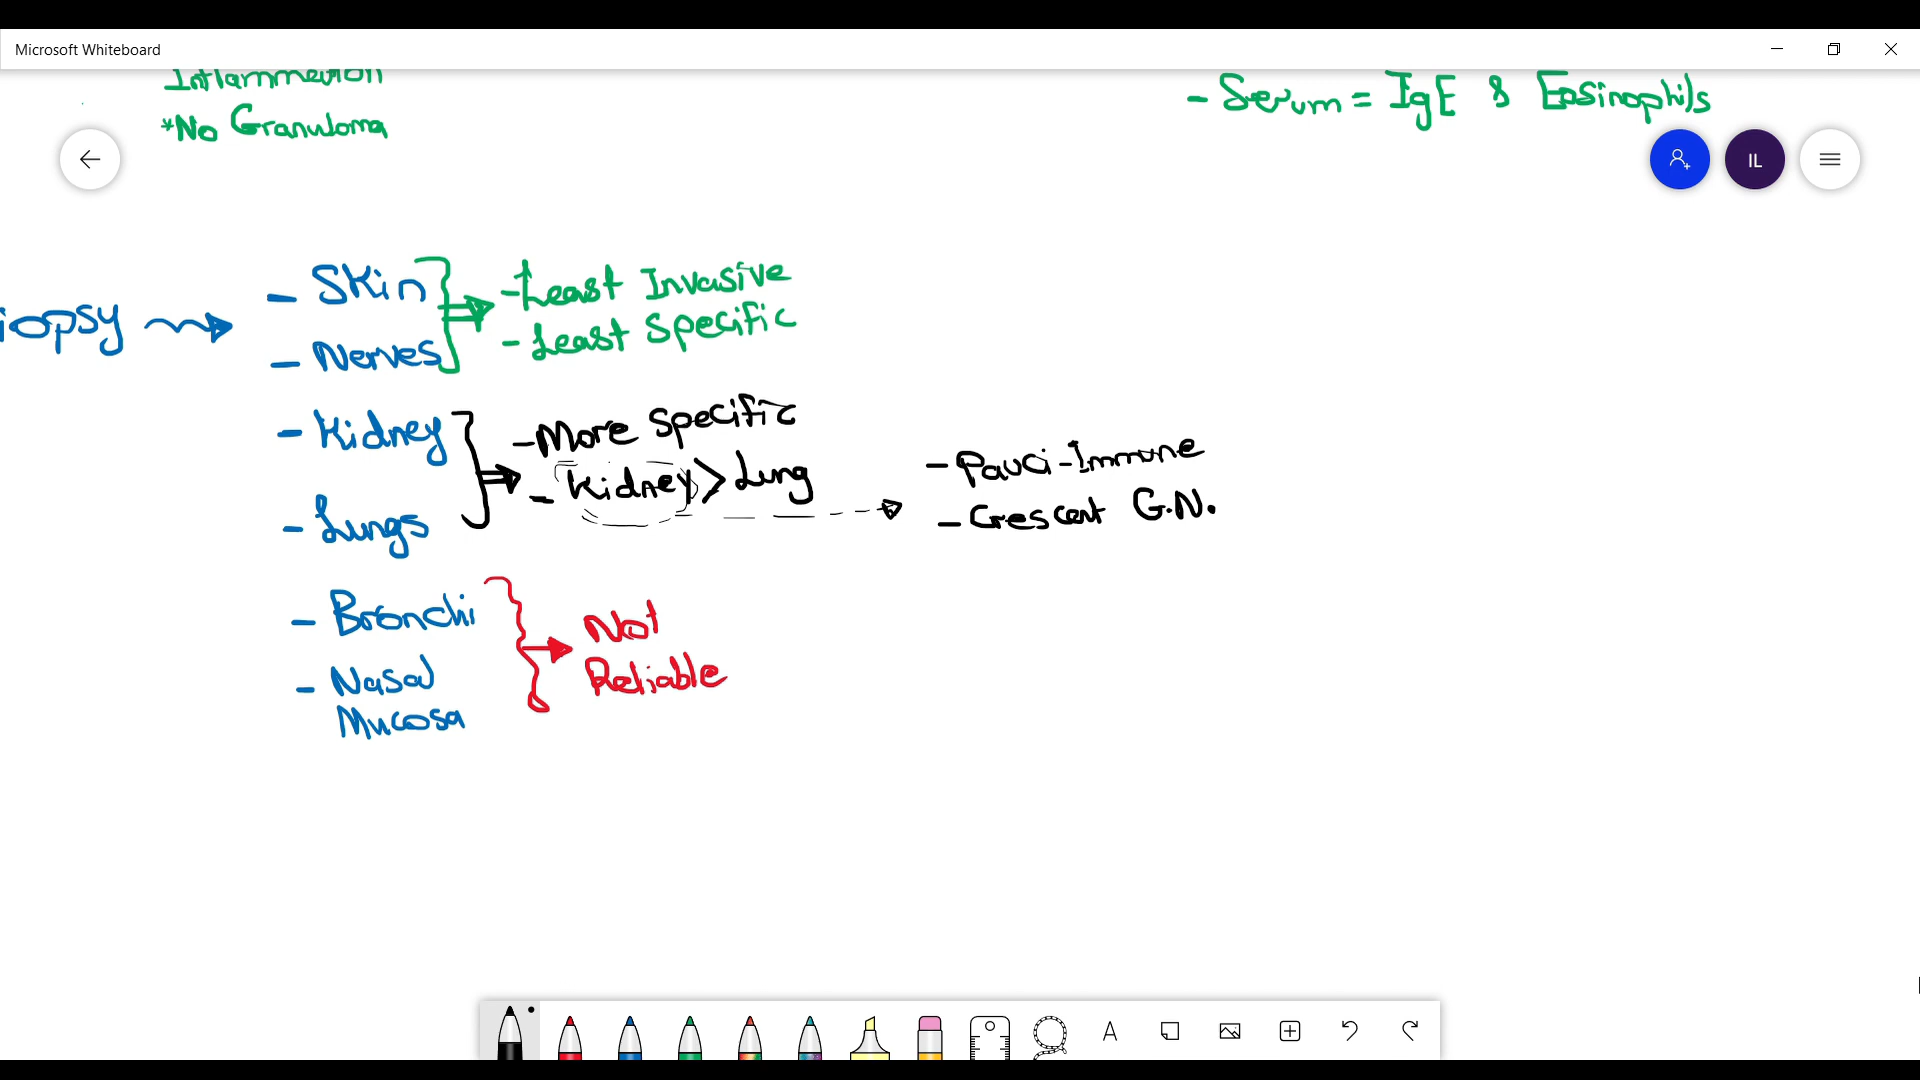 Microsoft Whiteboard
Inflammation
*No Granuloma
- Serum = IgE & Eosinophils
IL
iopsy
- Skin
- Nerves
- Least Invasive
- Least Specific
- Kidney
- Lungs
- More Specific
- Kidney > Lung
- Pauci-Immune
- Crescent G.N.
- Bronchi
- Nasal
Mucosa
Not
Reliable
A